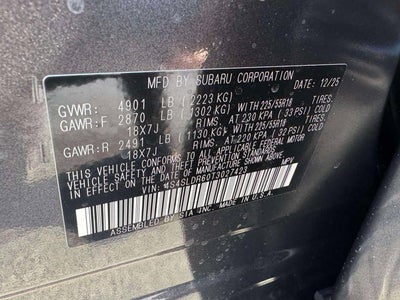 MFD BY SUBARU CORPORATION DATE: 12/25
GVWR: 4901 LB (2223 KG)
GAWR:F 2870 LB (1302 KG) WITH 225/55R18 TIRES,
18X7J RIMS, AT 230 KPA (33 PSI) COLD
GAWR:R 2491 LB (1130 KG) WITH 225/55R18 TIRES,
18X7J RIMS, AT 220 KPA (32 PSI) COLD
THIS VEHICLE CONFORMS TO ALL APPLICABLE FEDERAL MOTOR
VEHICLE SAFETY AND BUMPER STANDARDS
IN EFFECT ON THE DATE OF MANUFACTURE SHOWN ABOVE.
VIN: 4S4SLDR60T3027423 MPV
ASSEMBLED BY SIA, INC. MADE IN U.S.A.